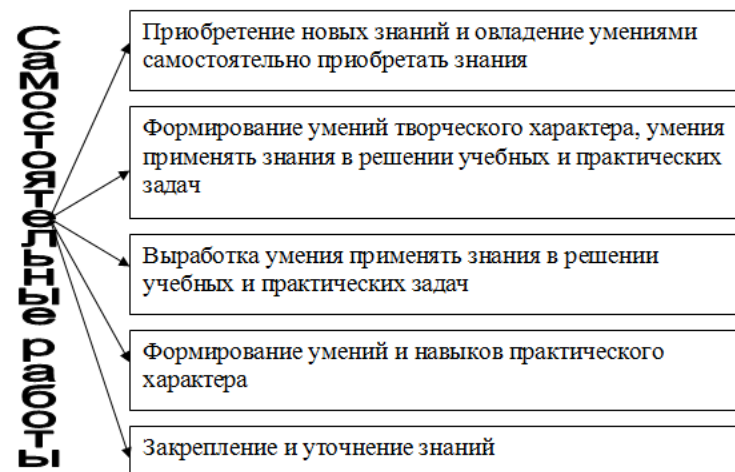 Самостоятельные работы
Приобретение новых знаний и овладение умениями
самостоятельно приобретать знания
Формирование умений творческого характера, умения
применять знания в решении учебных и практических
задач
Выработка умения применять знания в решении
учебных и практических задач
Формирование умений и навыков практического
характера
Закрепление и уточнение знаний